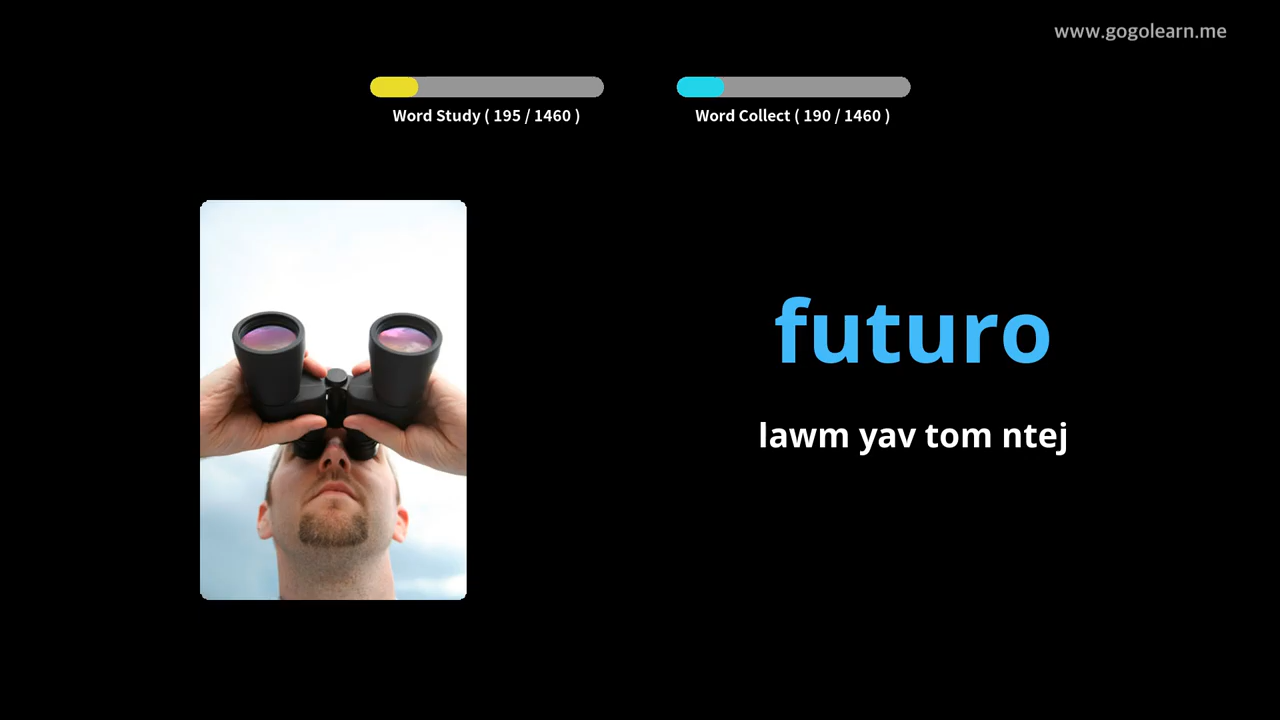 www.gogolearn.me
Word Study ( 195 / 1460 )
Word Collect ( 190 / 1460 )
futuro
lawm yav tom ntej